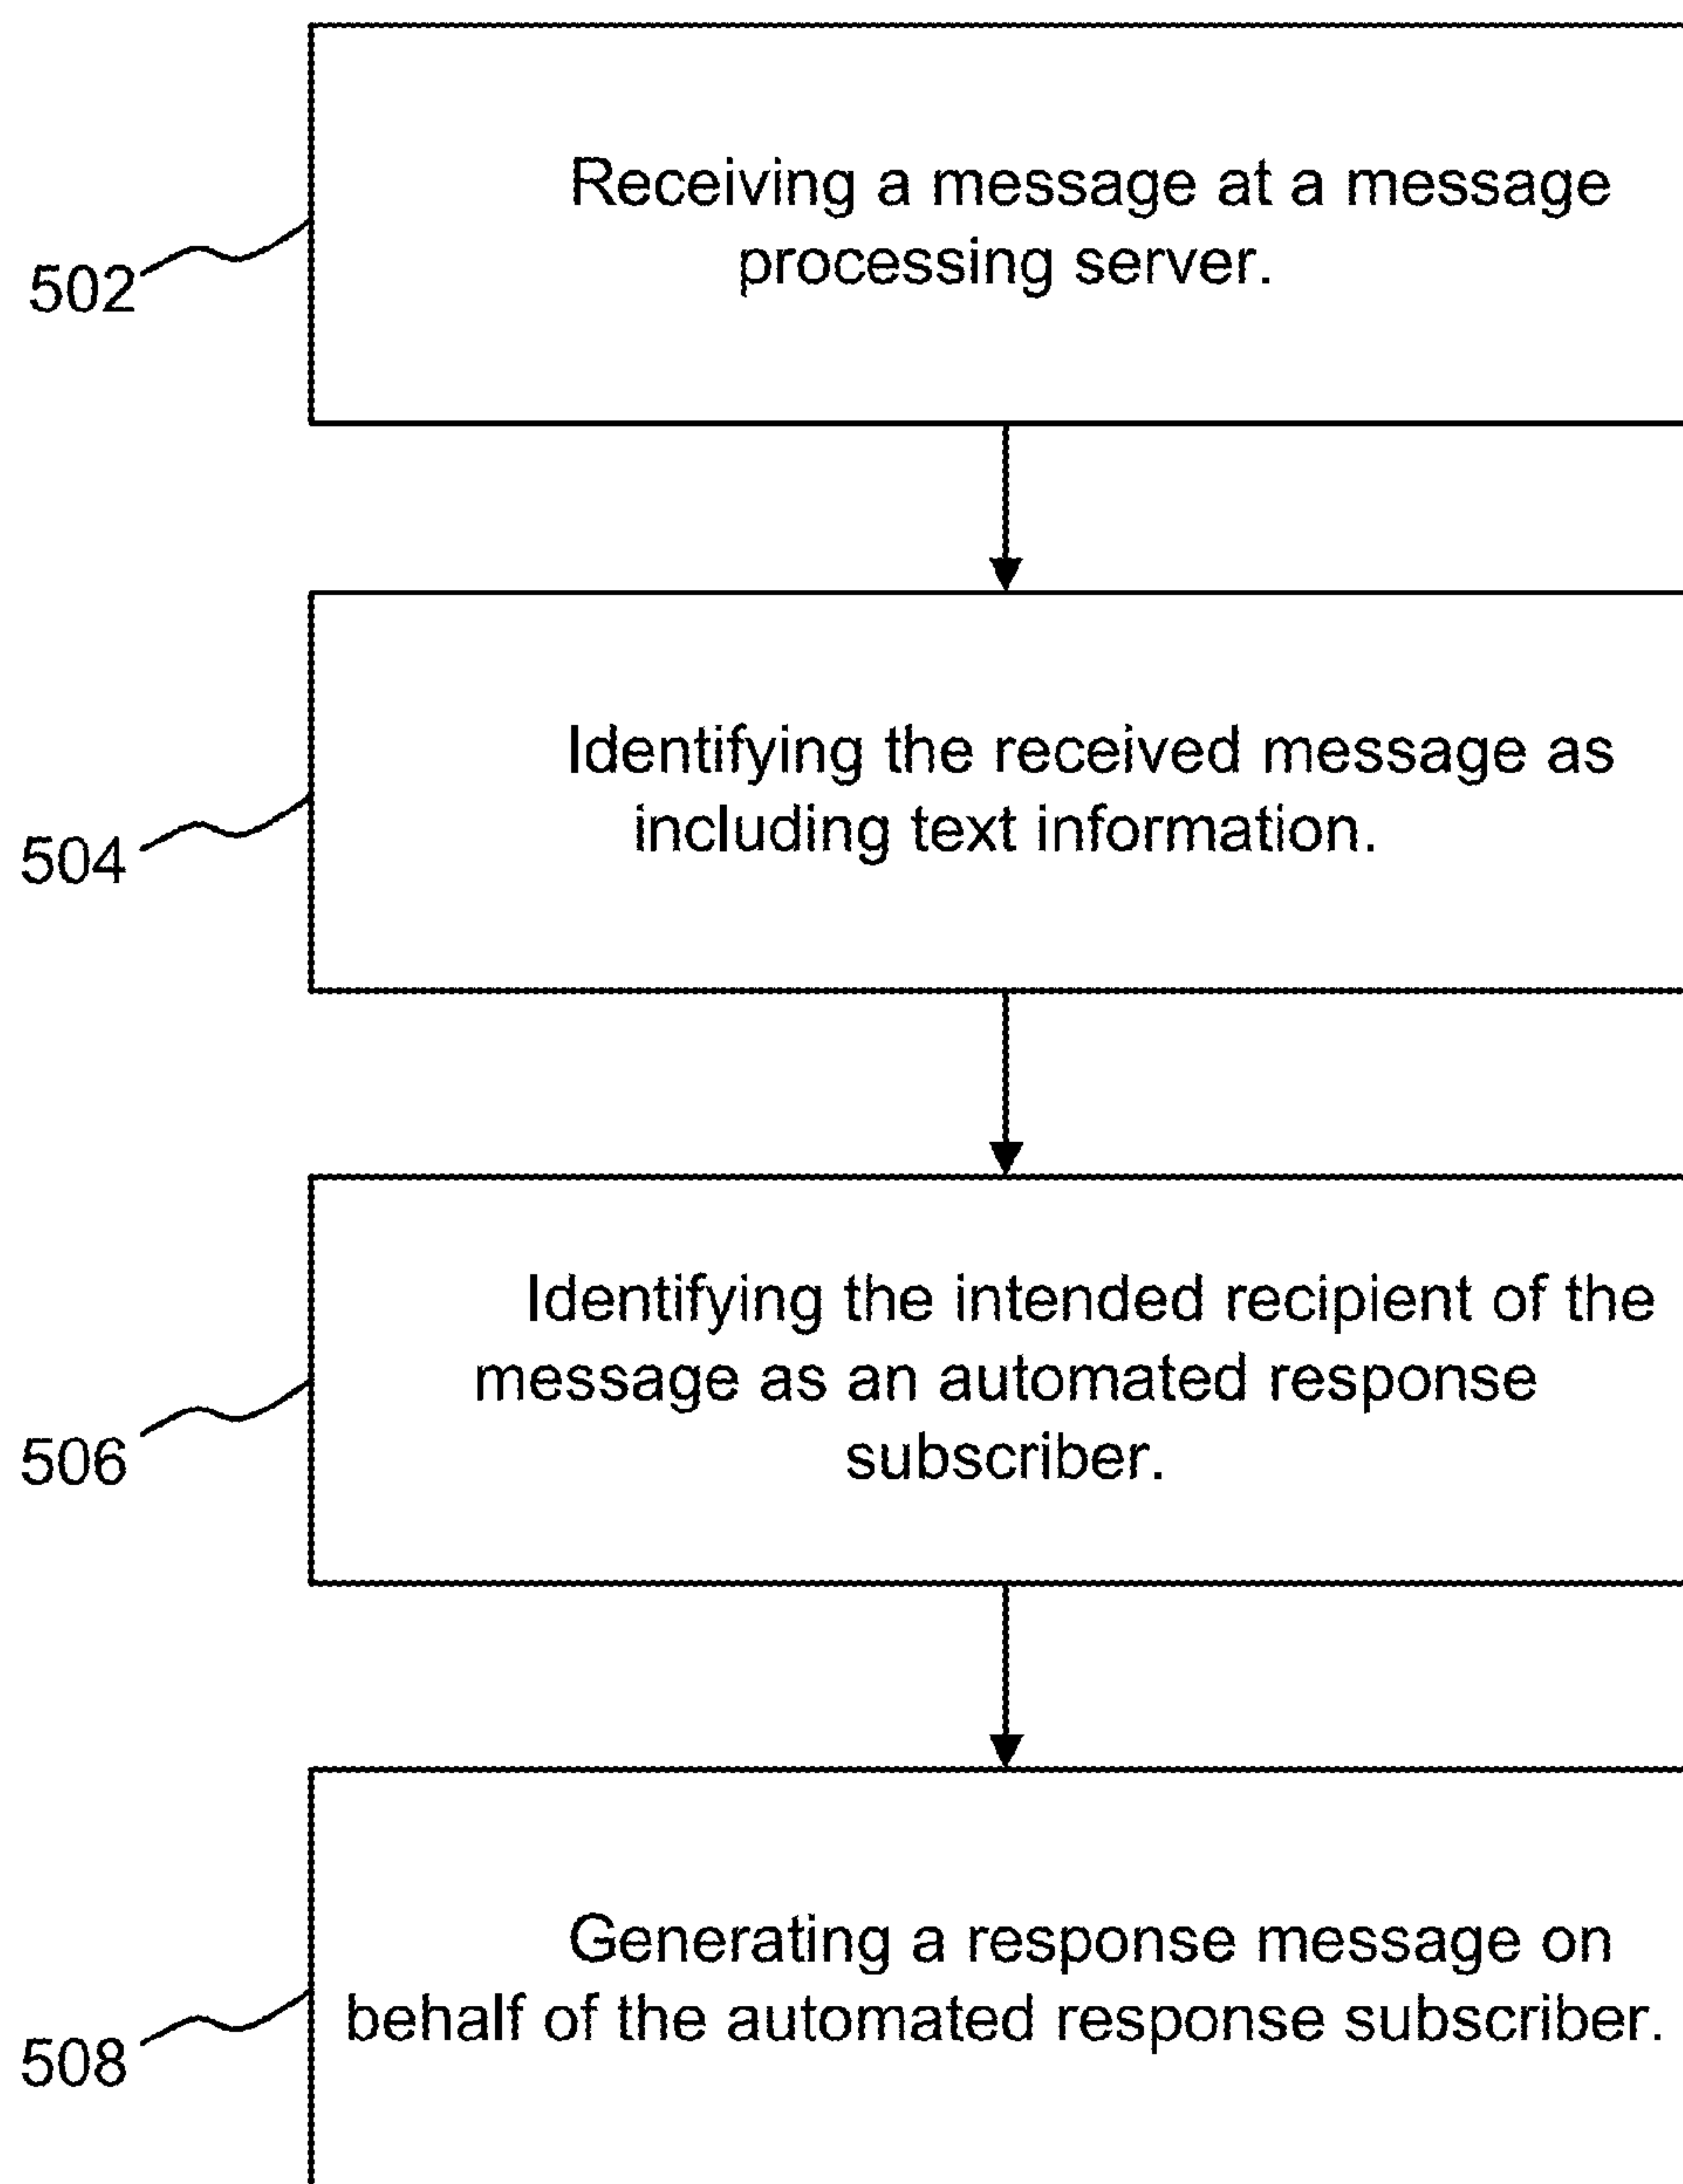 Receiving a message at a message
processing server.
502
Identifying the received message as
including text information.
504
Identifying the intended recipient of the
message as an automated response
subscriber.
506
Generating a response message on
behalf of the automated response subscriber.
508